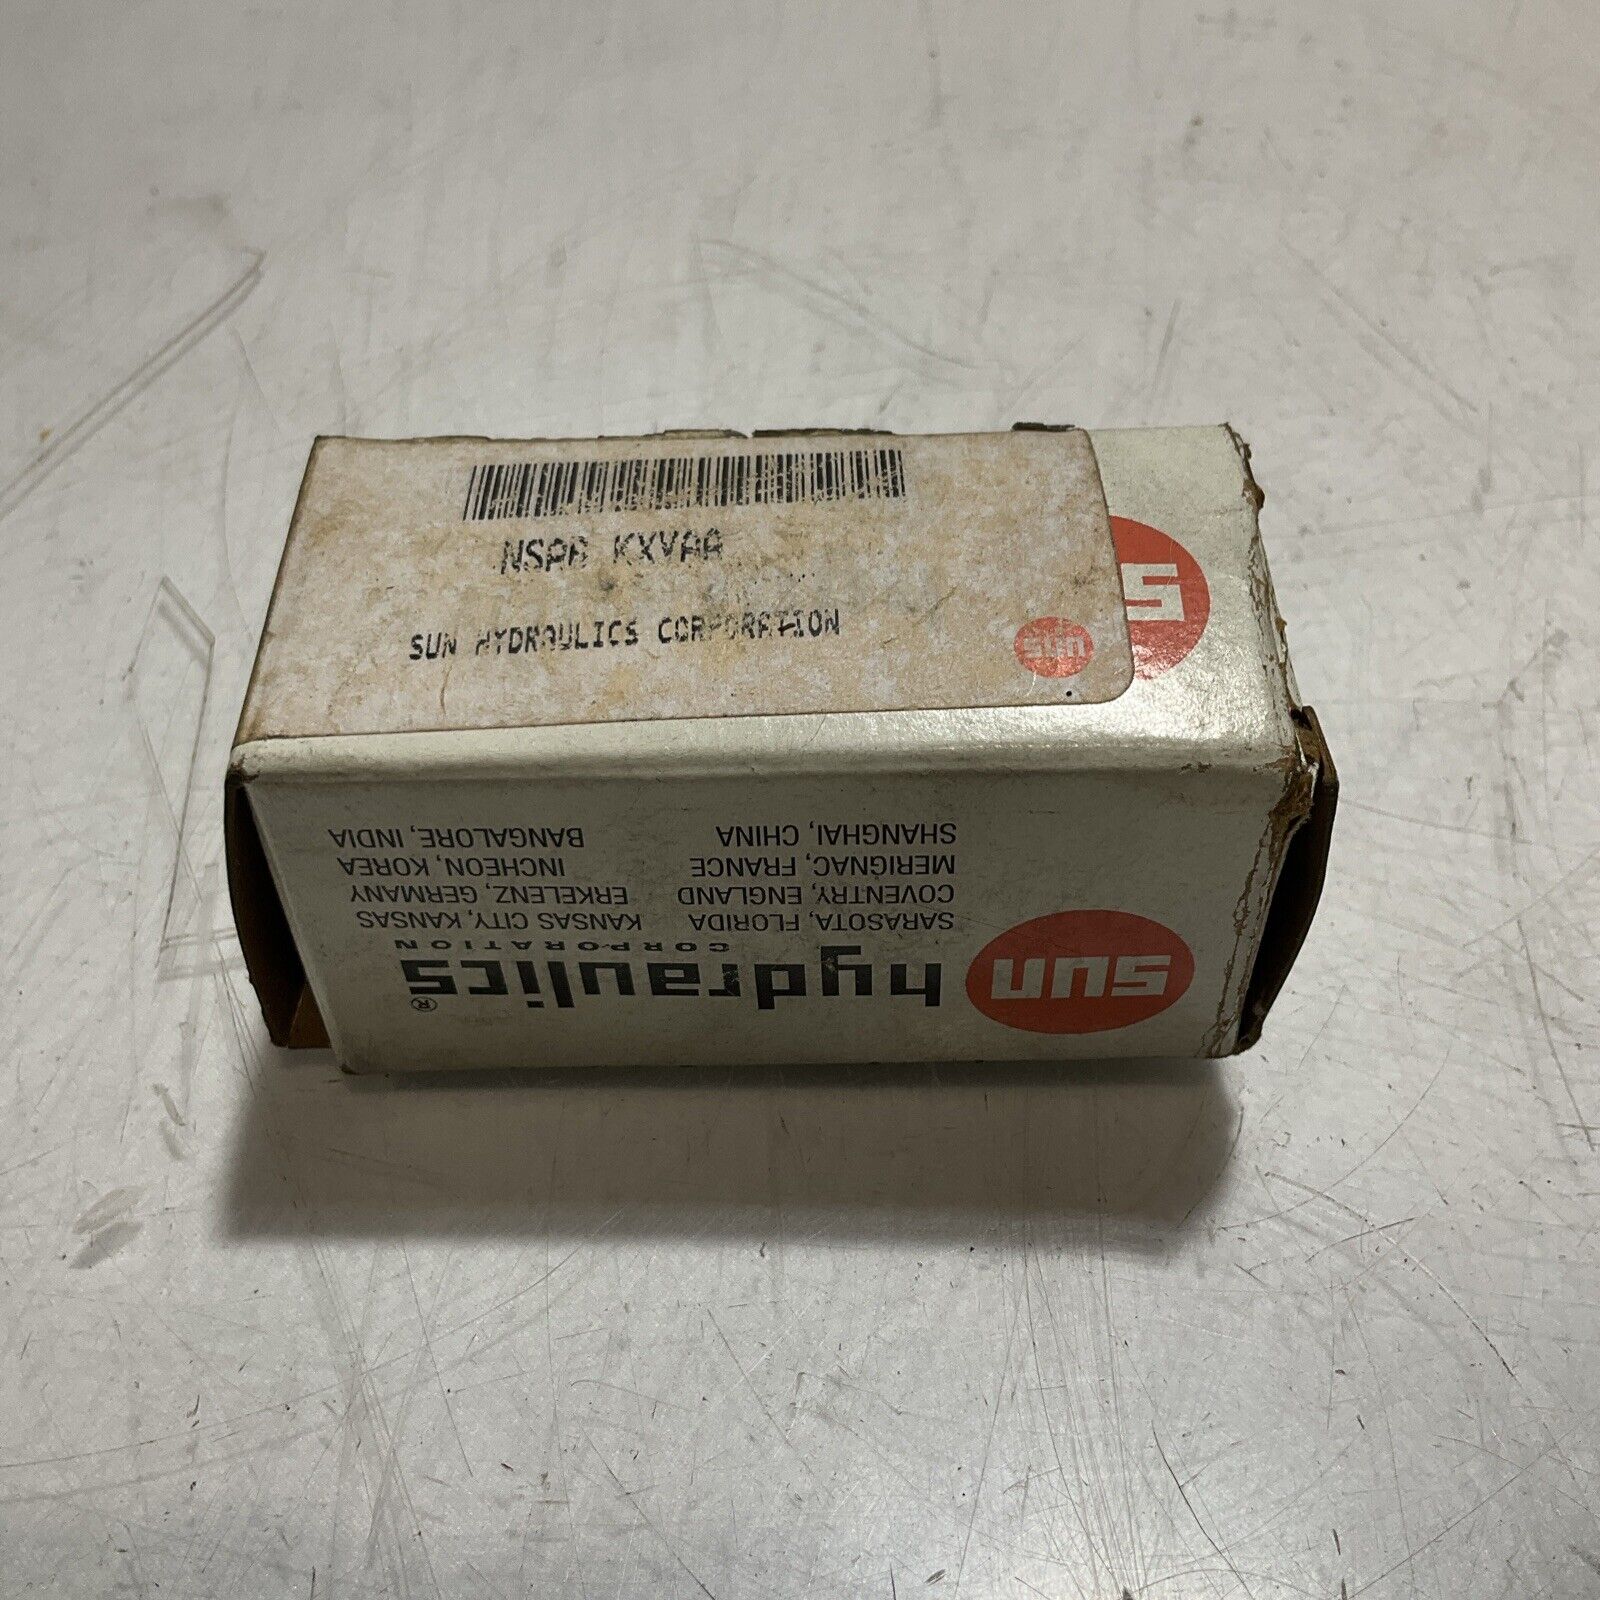 NSAB KXVAA
SUN HYDRAULICS CORPORATION
sun
S
sun hydraulics®
CORPORATION
SARASOTA, FLORIDA KANSAS CITY, KANSAS
COVENTRY, ENGLAND ERKELENZ, GERMANY
MERIGNAC, FRANCE INCHEON, KOREA
SHANGHAI, CHINA BANGALORE, INDIA